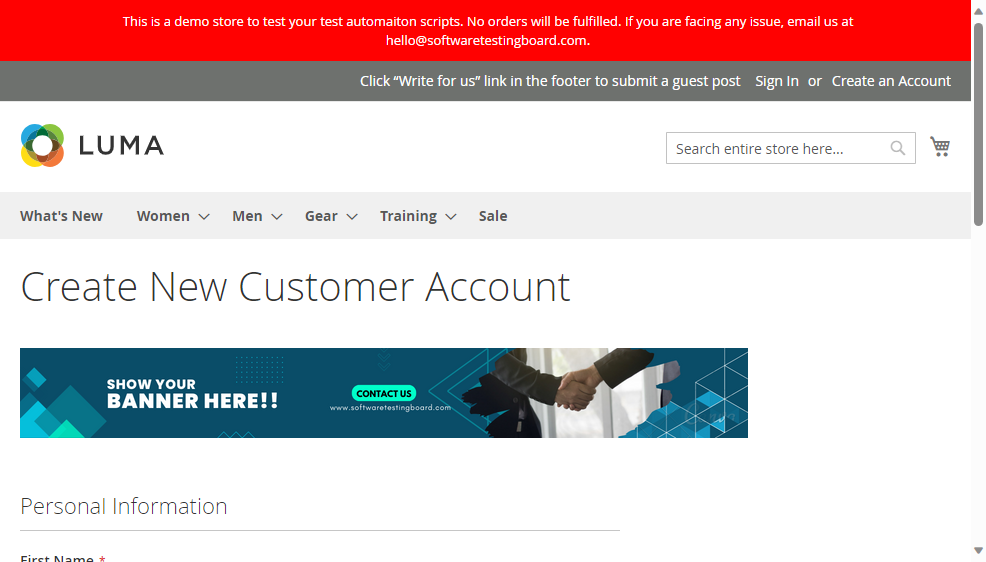 This is a demo store to test your test automaiton scripts. No orders will be fulfilled. If you are facing any issue, email us at
hello@softwaretestingboard.com.
Click “Write for us” link in the footer to submit a guest post Sign In or Create an Account
LUMA
Search entire store here...
What's New Women Men Gear Training Sale
Create New Customer Account
SHOW YOUR
BANNER HERE!!
CONTACT US
www.softwaretestingboard.com
Personal Information
First Name *